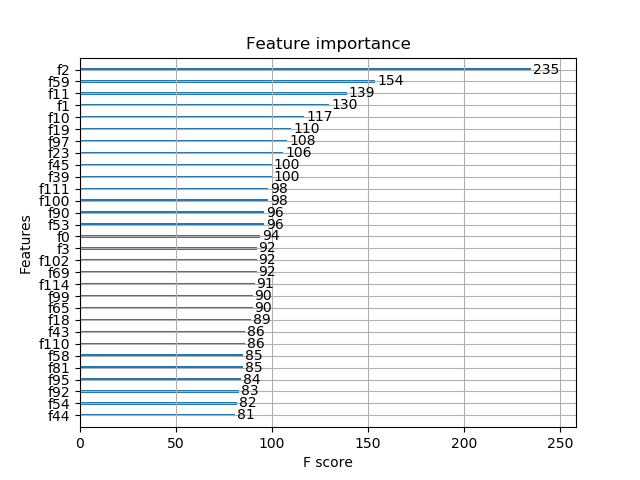 Feature importance
f2 235
f59 154
f11 139
f1 130
f10 117
f19 110
f97 108
f23 106
f45 100
f39 100
f111 98
f100 98
f90 96
f53 96
f0 94
f3 92
f102 92
f69 92
f114 91
f99 90
f65 90
f18 89
f43 86
f110 86
f58 85
f81 85
f95 84
f92 83
f54 82
f44 81
Features
0 50 100 150 200 250
F score